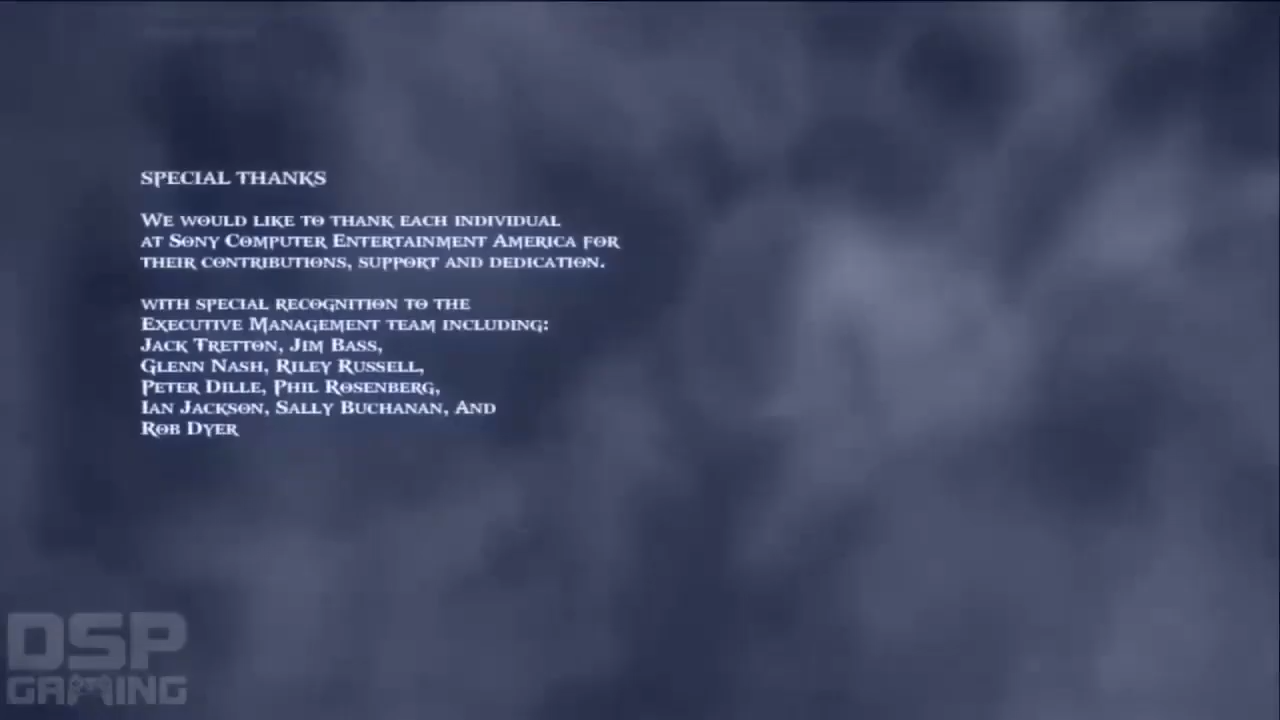 SPECIAL THANKS
WE WOULD LIKE TO THANK EACH INDIVIDUAL
AT SONY COMPUTER ENTERTAINMENT AMERICA FOR
THEIR CONTRIBUTIONS, SUPPORT AND DEDICATION.
WITH SPECIAL RECOGNITION TO THE
EXECUTIVE MANAGEMENT TEAM INCLUDING:
JACK TRETTON, JIM BASS,
GLENN NASH, RILEY RUSSELL,
PETER DILLE, PHIL ROSENBERG,
IAN JACKSON, SALLY BUCHANAN, AND
ROB DYER
DSP
GAMING